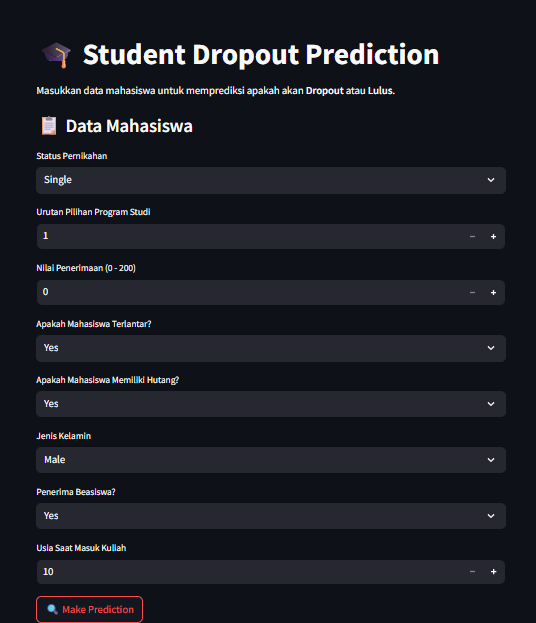 Student Dropout Prediction
Masukkan data mahasiswa untuk memprediksi apakah akan Dropout atau Lulus.
Data Mahasiswa
Status Pernikahan
Single
Urutan Pilihan Program Studi
1
Nilai Penerimaan (0 - 200)
0
Apakah Mahasiswa Terlantar?
Yes
Apakah Mahasiswa Memiliki Hutang?
Yes
Jenis Kelamin
Male
Penerima Beasiswa?
Yes
Usia Saat Masuk Kuliah
10
Make Prediction